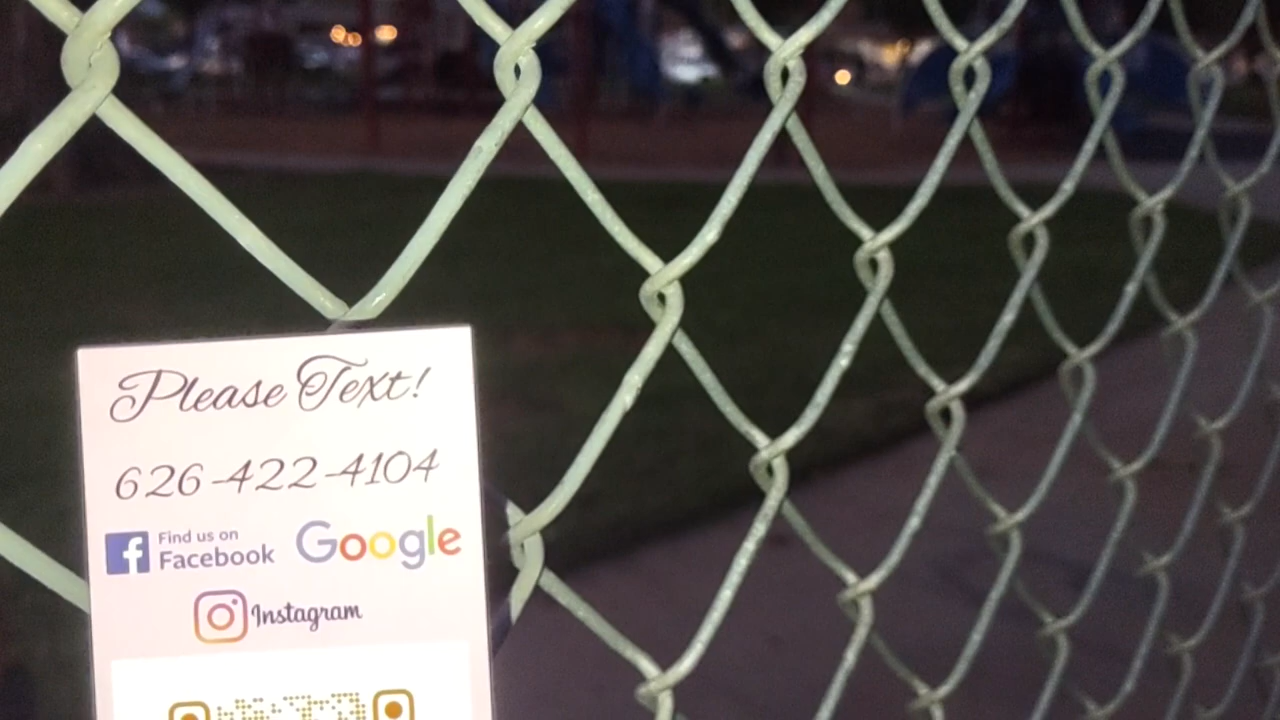 Please Text!
626-422-4104
Find us on
Facebook
Google
Instagram